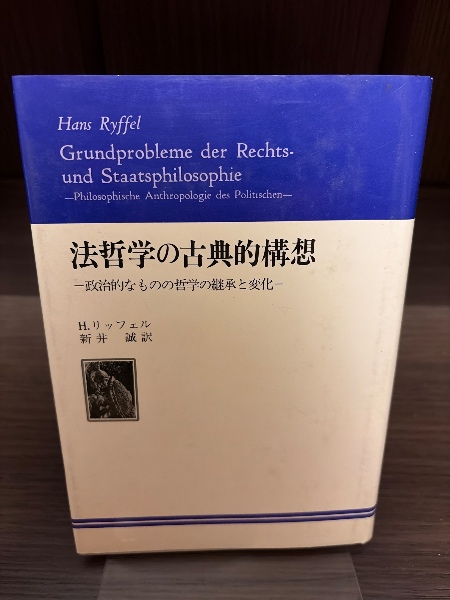 Hans Ryffel
Grundprobleme der Rechts-
und Staatsphilosophie
—Philosophische Anthropologie des Politischen—
法哲学の古典的構想
—政治的なものの哲学の継承と変化—
H.リッフェル
新井 誠訳